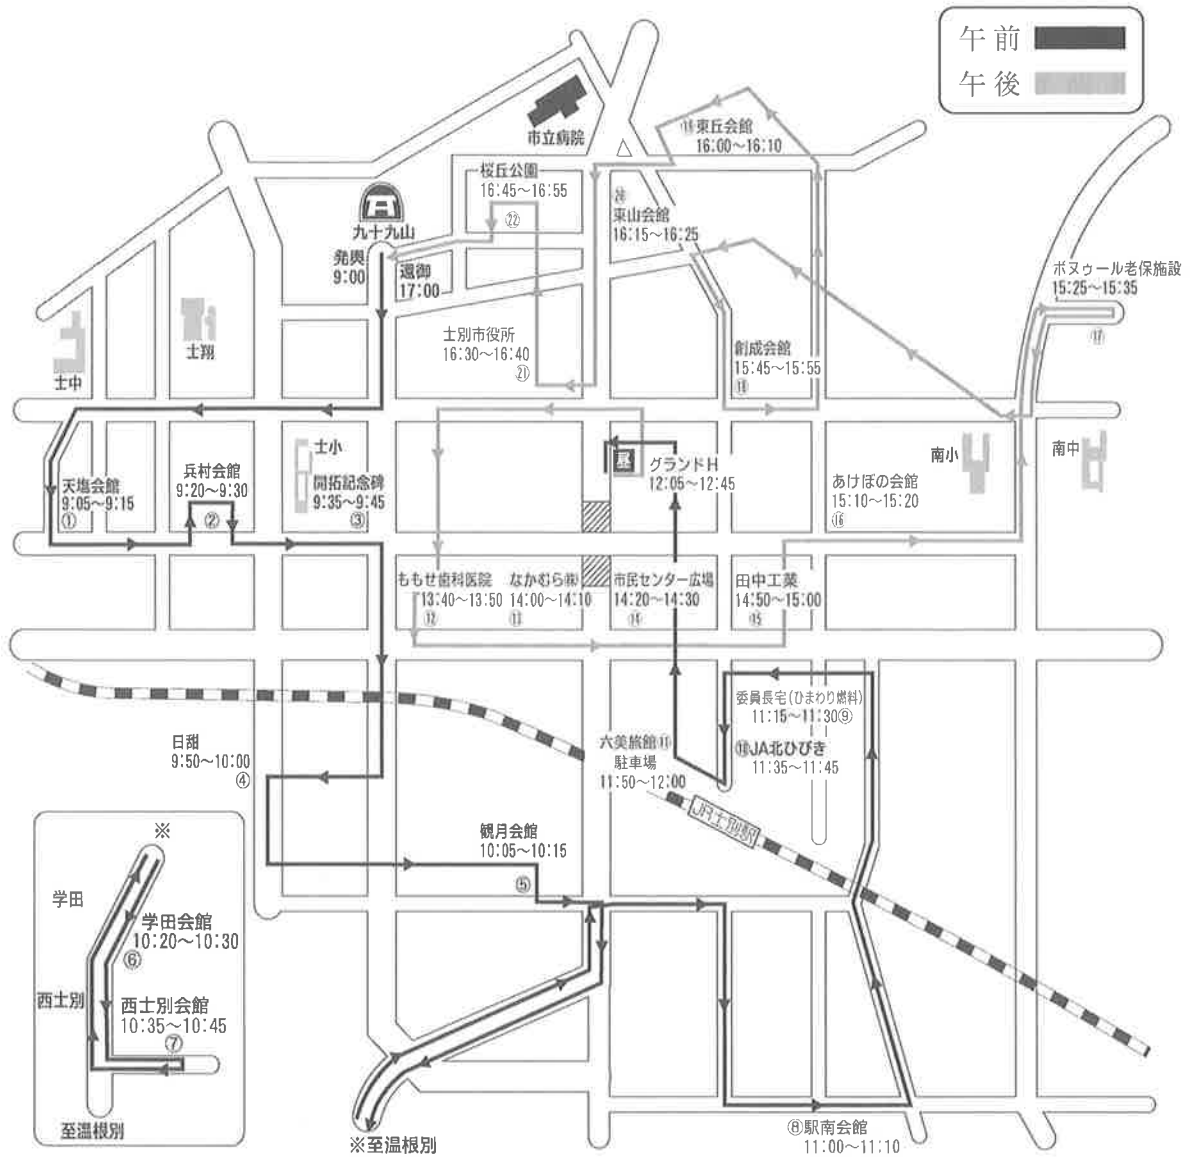 午前
午後
市立病院
⑲東丘会館
16:00～16:10
桜丘公園
16:45～16:55
㉒
⑳
東山会館
16:15～16:25
九十九山
発輿
9:00
還御
17:00
ボヌゥール老保施設
15:25～15:35
⑰
士別市役所
16:30～16:40
㉑
創成会館
15:45～15:55
⑱
士翔
士中
士小
開拓記念碑
9:35～9:45
③
兵村会館
9:20～9:30
②
天塩会館
9:05～9:15
①
昼
グランドH
12:05～12:45
南小
南中
あけぼの会館
15:10～15:20
⑯
ももせ歯科医院
13:40～13:50
⑫
なかむら㈱
14:00～14:10
⑬
市民センター広場
14:20～14:30
⑭
田中工業
14:50～15:00
⑮
委員長宅(ひまわり燃料)
11:15～11:30⑨
⑩JA北ひびき
11:35～11:45
六美旅館⑪
駐車場
11:50～12:00
日甜
9:50～10:00
④
JR士別駅
観月会館
10:05～10:15
⑤
※
学田
学田会館
10:20～10:30
⑥
西士別
西士別会館
10:35～10:45
⑦
至温根別
※至温根別
⑧駅南会館
11:00～11:10